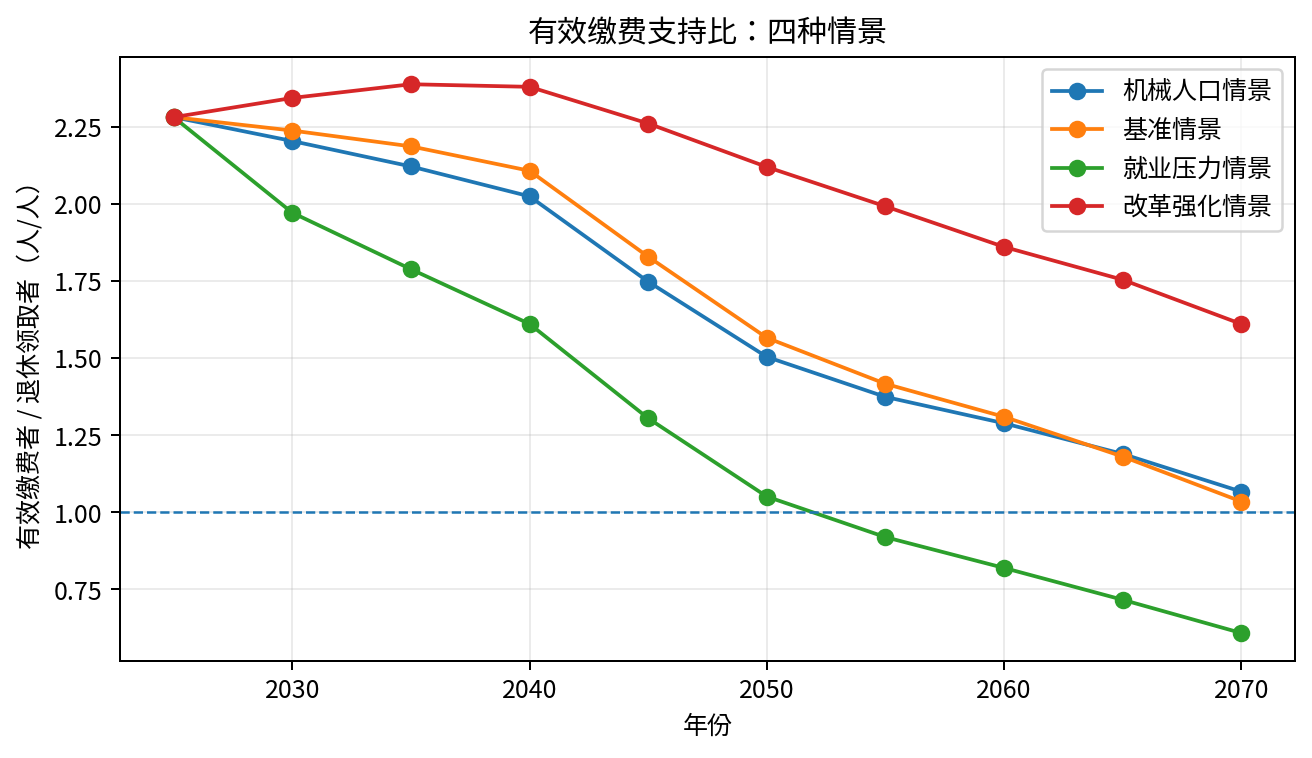 有效缴费支持比：四种情景
有效缴费者 / 退休领取者（人/人）
2.25
2.00
1.75
1.50
1.25
1.00
0.75
机械人口情景
基准情景
就业压力情景
改革强化情景
2030 2040 2050 2060 2070
年份